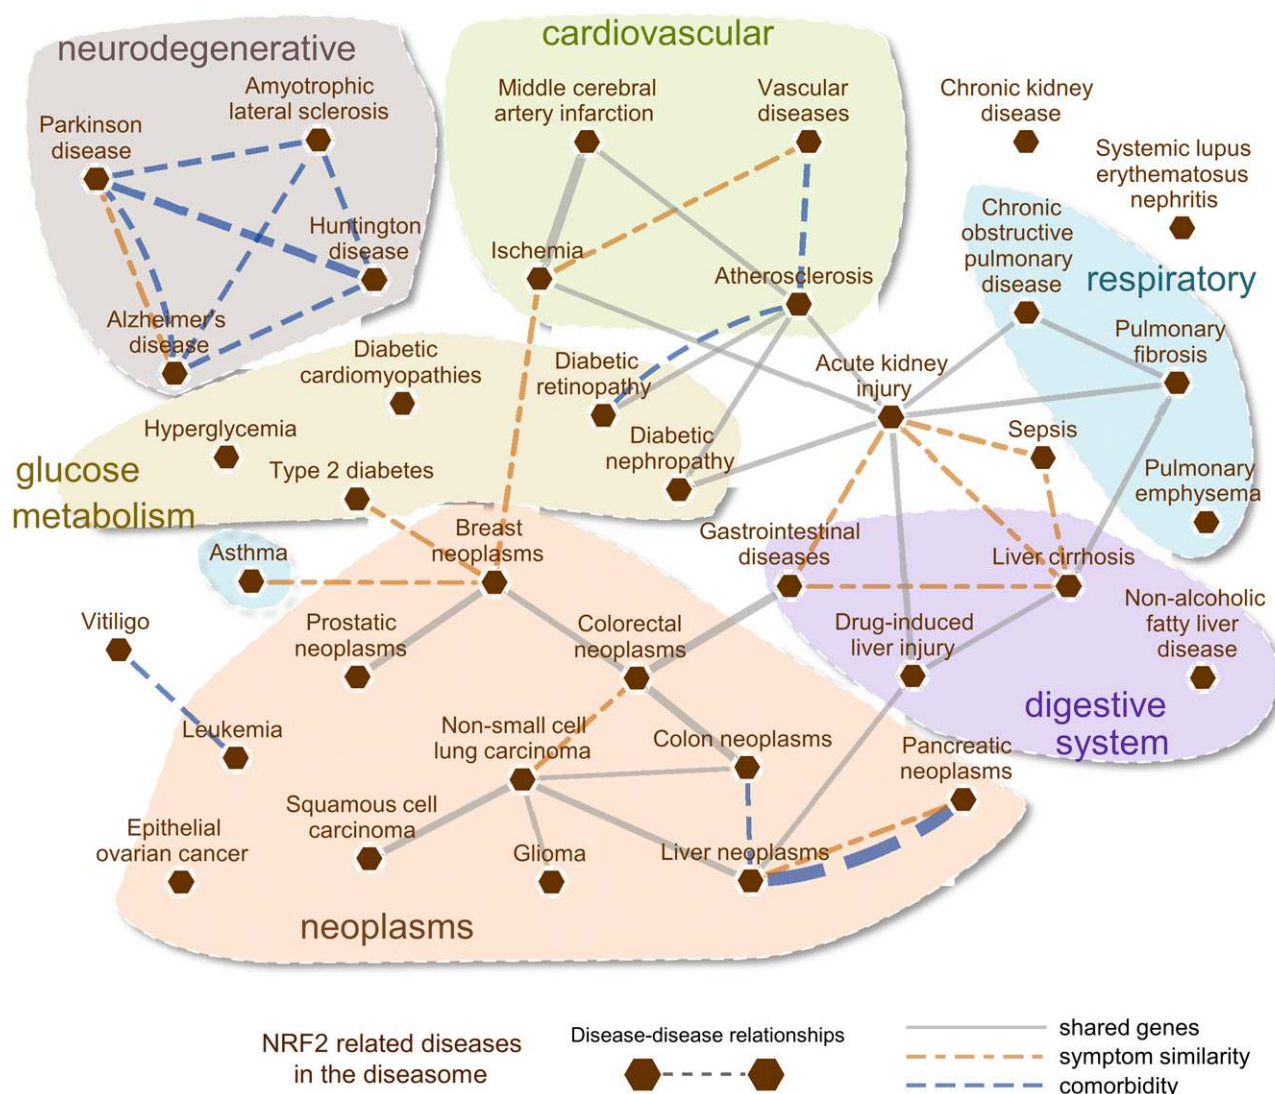 neurodegenerative
cardiovascular
Amyotrophic
lateral sclerosis
Parkinson
disease
Huntington
disease
Alzheimer's
disease
Middle cerebral
artery infarction
Vascular
diseases
Ischemia
Atherosclerosis
Chronic kidney
disease
Systemic lupus
erythematosus
nephritis
Chronic
obstructive
pulmonary
disease
respiratory
Pulmonary
fibrosis
Pulmonary
emphysema
Acute kidney
injury
Sepsis
Diabetic
cardiomyopathies
Diabetic
retinopathy
Hyperglycemia
Type 2 diabetes
Diabetic
nephropathy
glucose
metabolism
Asthma
Breast
neoplasms
Gastrointestinal
diseases
Liver cirrhosis
Drug-induced
liver injury
Non-alcoholic
fatty liver
disease
digestive
system
Vitiligo
Prostatic
neoplasms
Colorectal
neoplasms
Leukemia
Non-small cell
lung carcinoma
Colon neoplasms
Pancreatic
neoplasms
Squamous cell
carcinoma
Epithelial
ovarian cancer
Glioma
Liver neoplasms
neoplasms
NRF2 related diseases
in the diseasome
Disease-disease relationships
shared genes
symptom similarity
comorbidity